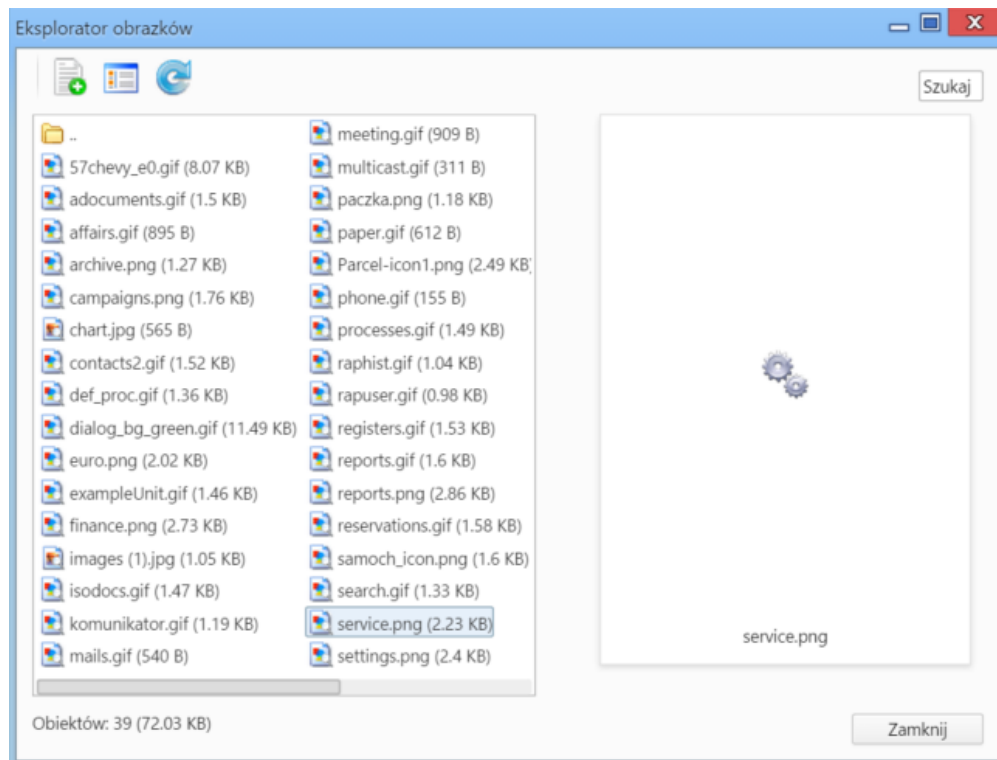 Eksplorator obrazków
Szukaj
..
57chevy_e0.gif (8.07 KB)
adocuments.gif (1.5 KB)
affairs.gif (895 B)
archive.png (1.27 KB)
campaigns.png (1.76 KB)
chart.jpg (565 B)
contacts2.gif (1.52 KB)
def_proc.gif (1.36 KB)
dialog_bg_green.gif (11.49 KB)
euro.png (2.02 KB)
exampleUnit.gif (1.46 KB)
finance.png (2.73 KB)
images (1).jpg (1.05 KB)
isodocs.gif (1.47 KB)
komunikator.gif (1.19 KB)
mails.gif (540 B)
meeting.gif (909 B)
multicast.gif (311 B)
paczka.png (1.18 KB)
paper.gif (612 B)
Parcel-icon1.png (2.49 KB)
phone.gif (155 B)
processes.gif (1.49 KB)
raphist.gif (1.04 KB)
rapuser.gif (0.98 KB)
registers.gif (1.53 KB)
reports.gif (1.6 KB)
reports.png (2.86 KB)
reservations.gif (1.58 KB)
samoch_icon.png (1.6 KB)
search.gif (1.33 KB)
service.png (2.23 KB)
settings.png (2.4 KB)
service.png
Obiektów: 39 (72.03 KB)
Zamknij